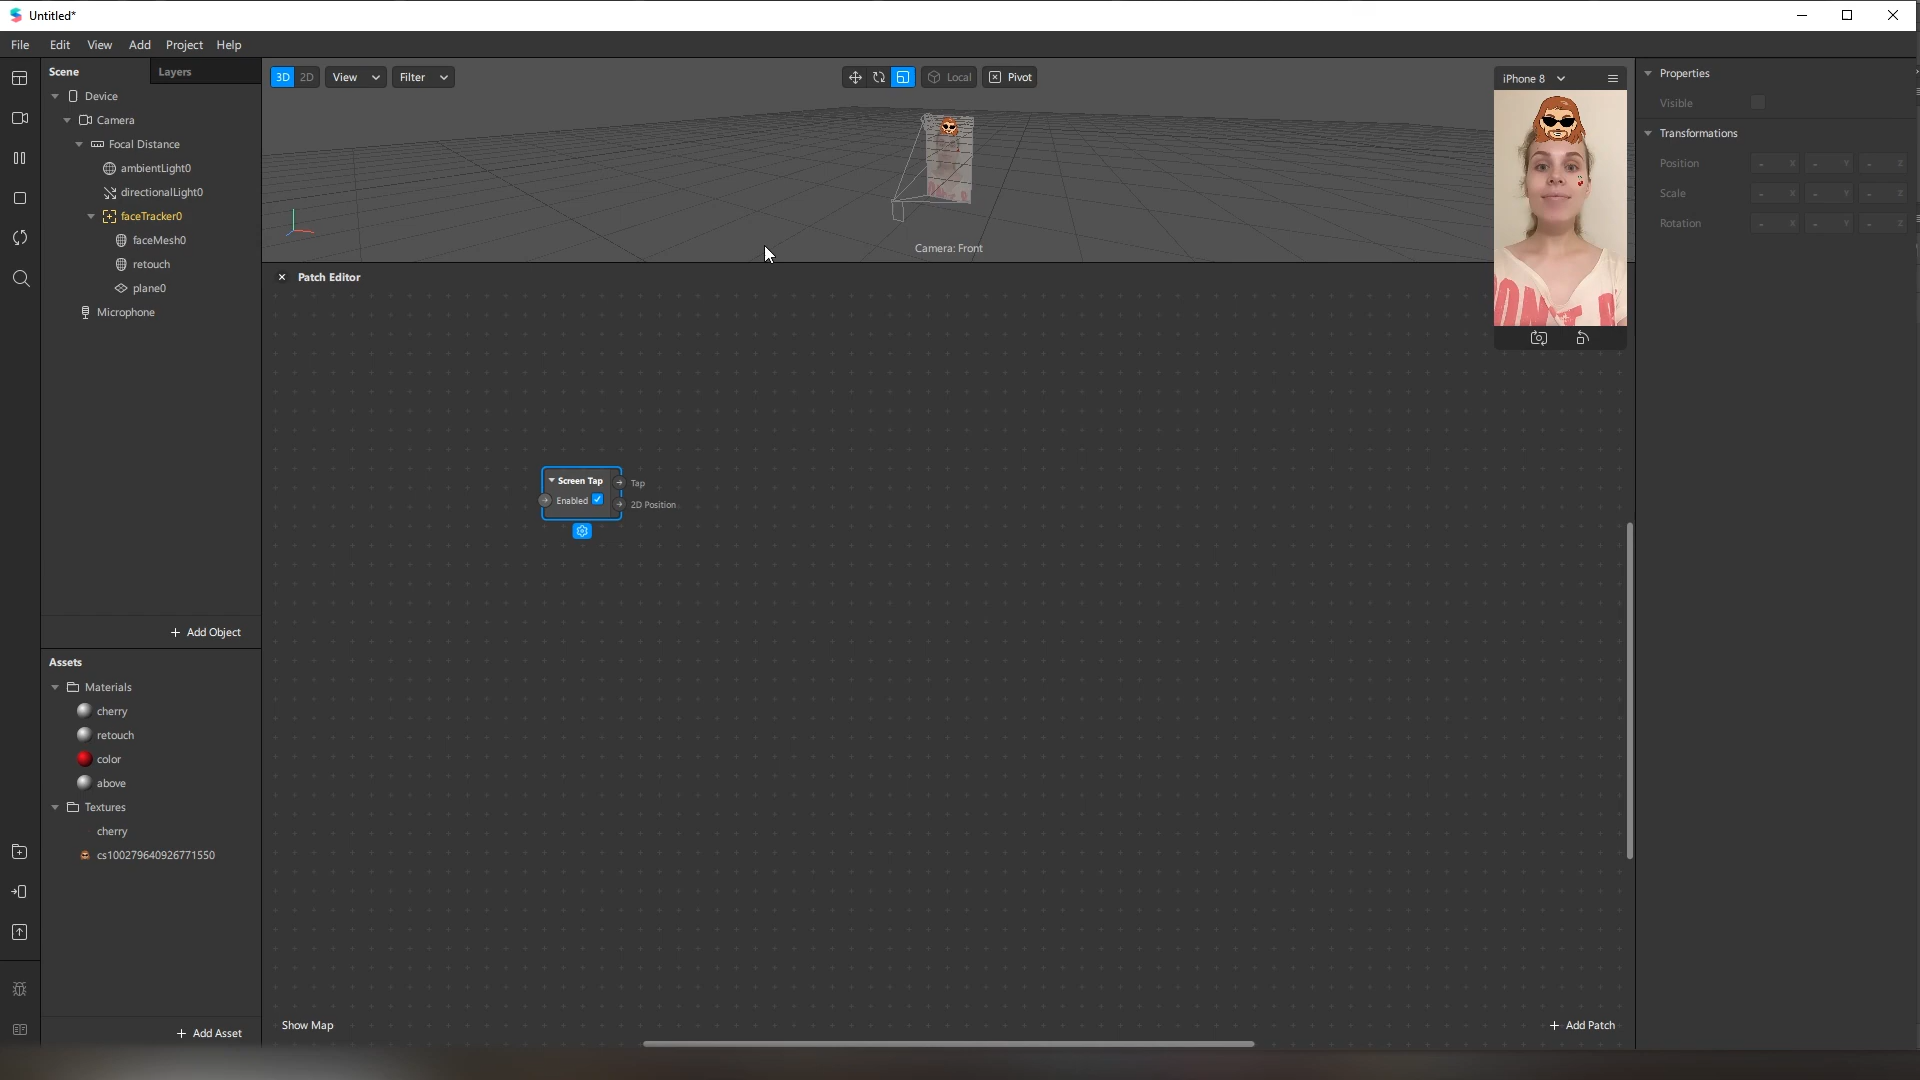 Untitled*
File Edit View Add Project Help
Scene Layers
Device
Camera
Focal Distance
ambientLight0
directionalLight0
faceTracker0
faceMesh0
retouch
plane0
Microphone
+ Add Object
Assets
Materials
cherry
retouch
color
above
Textures
cherry
cs100279640926771550
+ Add Asset
3D 2D View Filter
Local Pivot
Camera: Front
Patch Editor
Screen Tap
Enabled
Tap
2D Position
Show Map
+ Add Patch
iPhone 8
Properties
Visible
Transformations
Position - X - Y - Z
Scale - X - Y - Z
Rotation - X - Y - Z